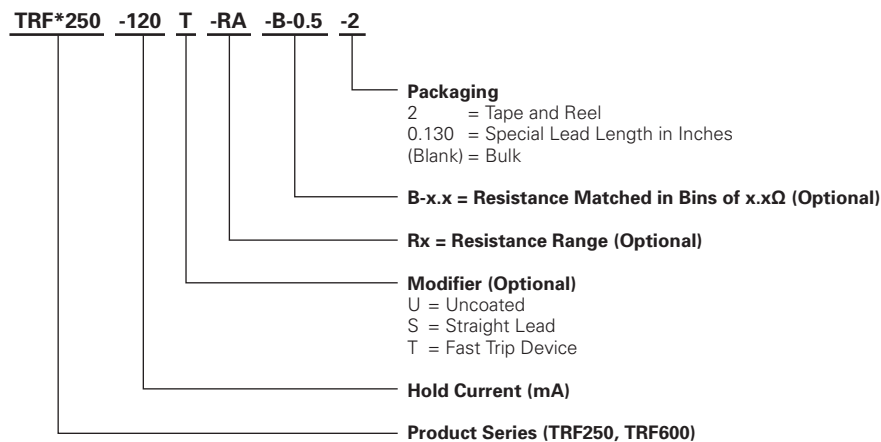 TRF*250 -120 T -RA -B-0.5 -2
Packaging
2 = Tape and Reel
0.130 = Special Lead Length in Inches
(Blank) = Bulk
B-x.x = Resistance Matched in Bins of x.xΩ (Optional)
Rx = Resistance Range (Optional)
Modifier (Optional)
U = Uncoated
S = Straight Lead
T = Fast Trip Device
Hold Current (mA)
Product Series (TRF250, TRF600)